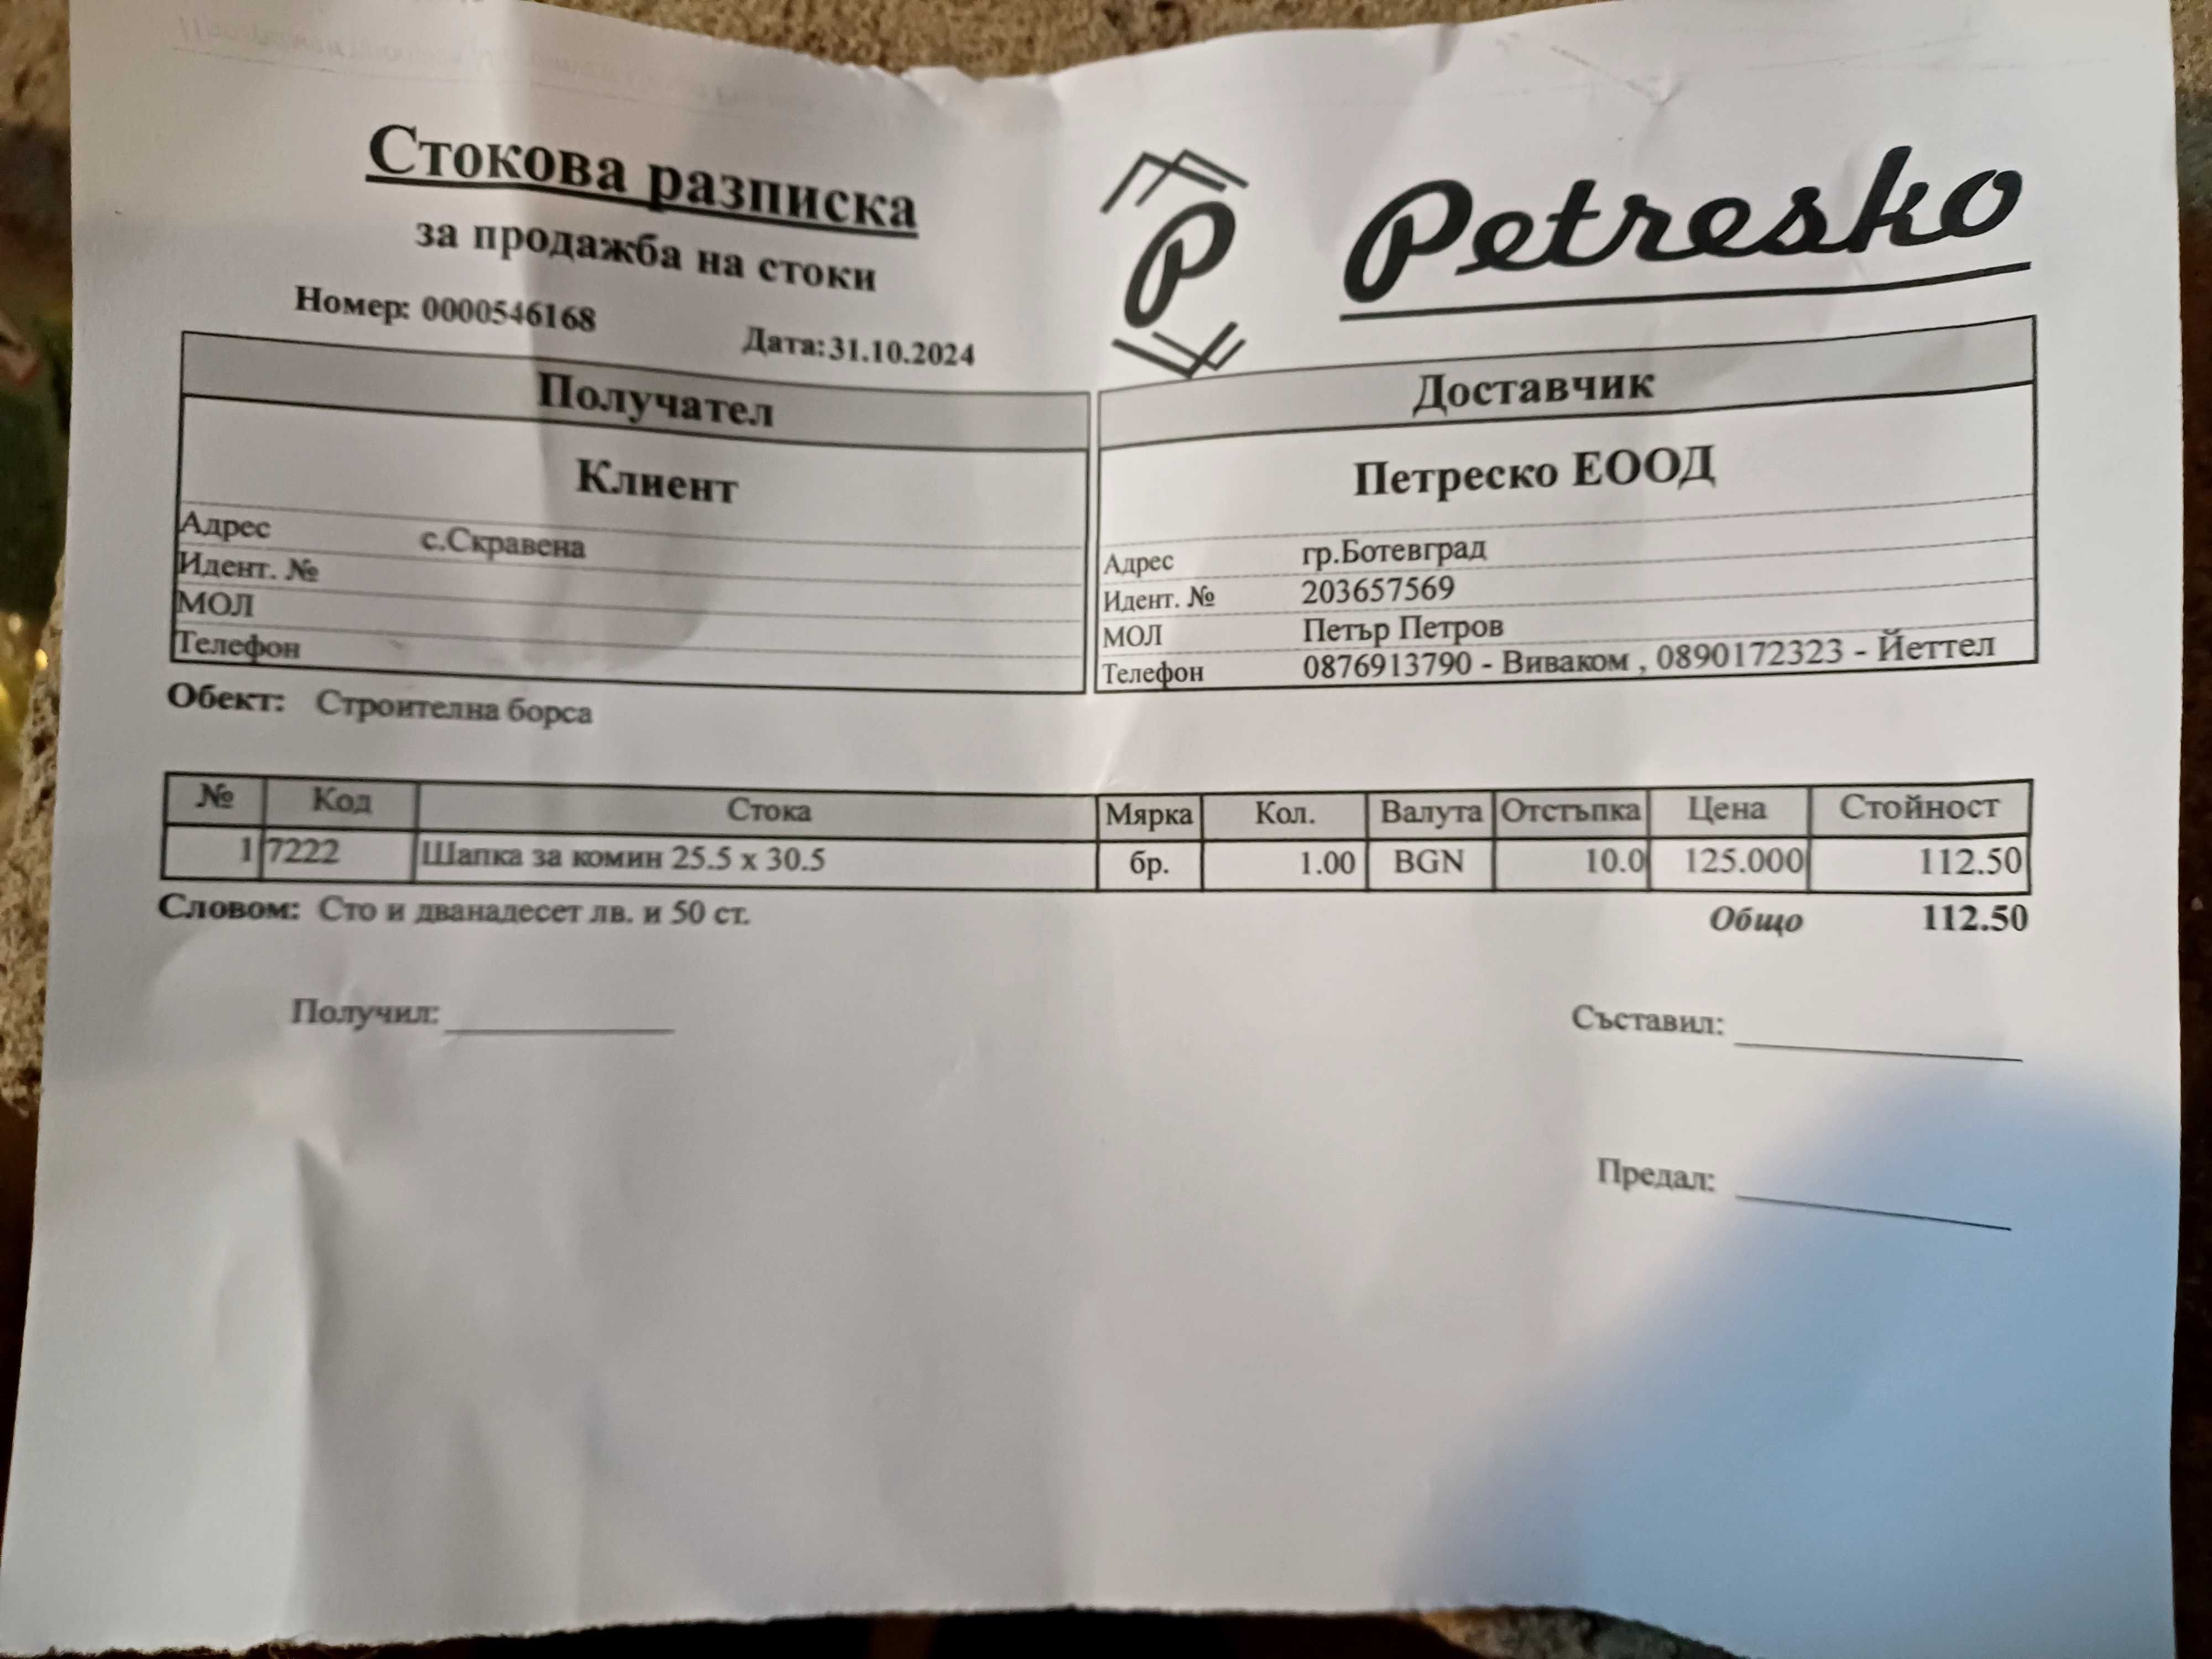 Стокова разписка
за продажба на стоки
Номер: 0000546168
Дата:31.10.2024
P
Petresko
Получател
Клиент
Адрес с.Скравена
Идент. №
МОЛ
Телефон
Доставчик
Петреско ЕООД
Адрес гр.Ботевград
Идент. № 203657569
МОЛ Петър Петров
Телефон 0876913790 - Виваком , 0890172323 - Йеттел
Обект: Строителна борса
№ Код Стока Мярка Кол. Валута Отстъпка Цена Стойност
1 7222 Шапка за комин 25.5 x 30.5 бр. 1.00 BGN 10.0 125.000 112.50
Словом: Сто и дванадесет лв. и 50 ст. Общо 112.50
Получил:
Съставил:
Предал: